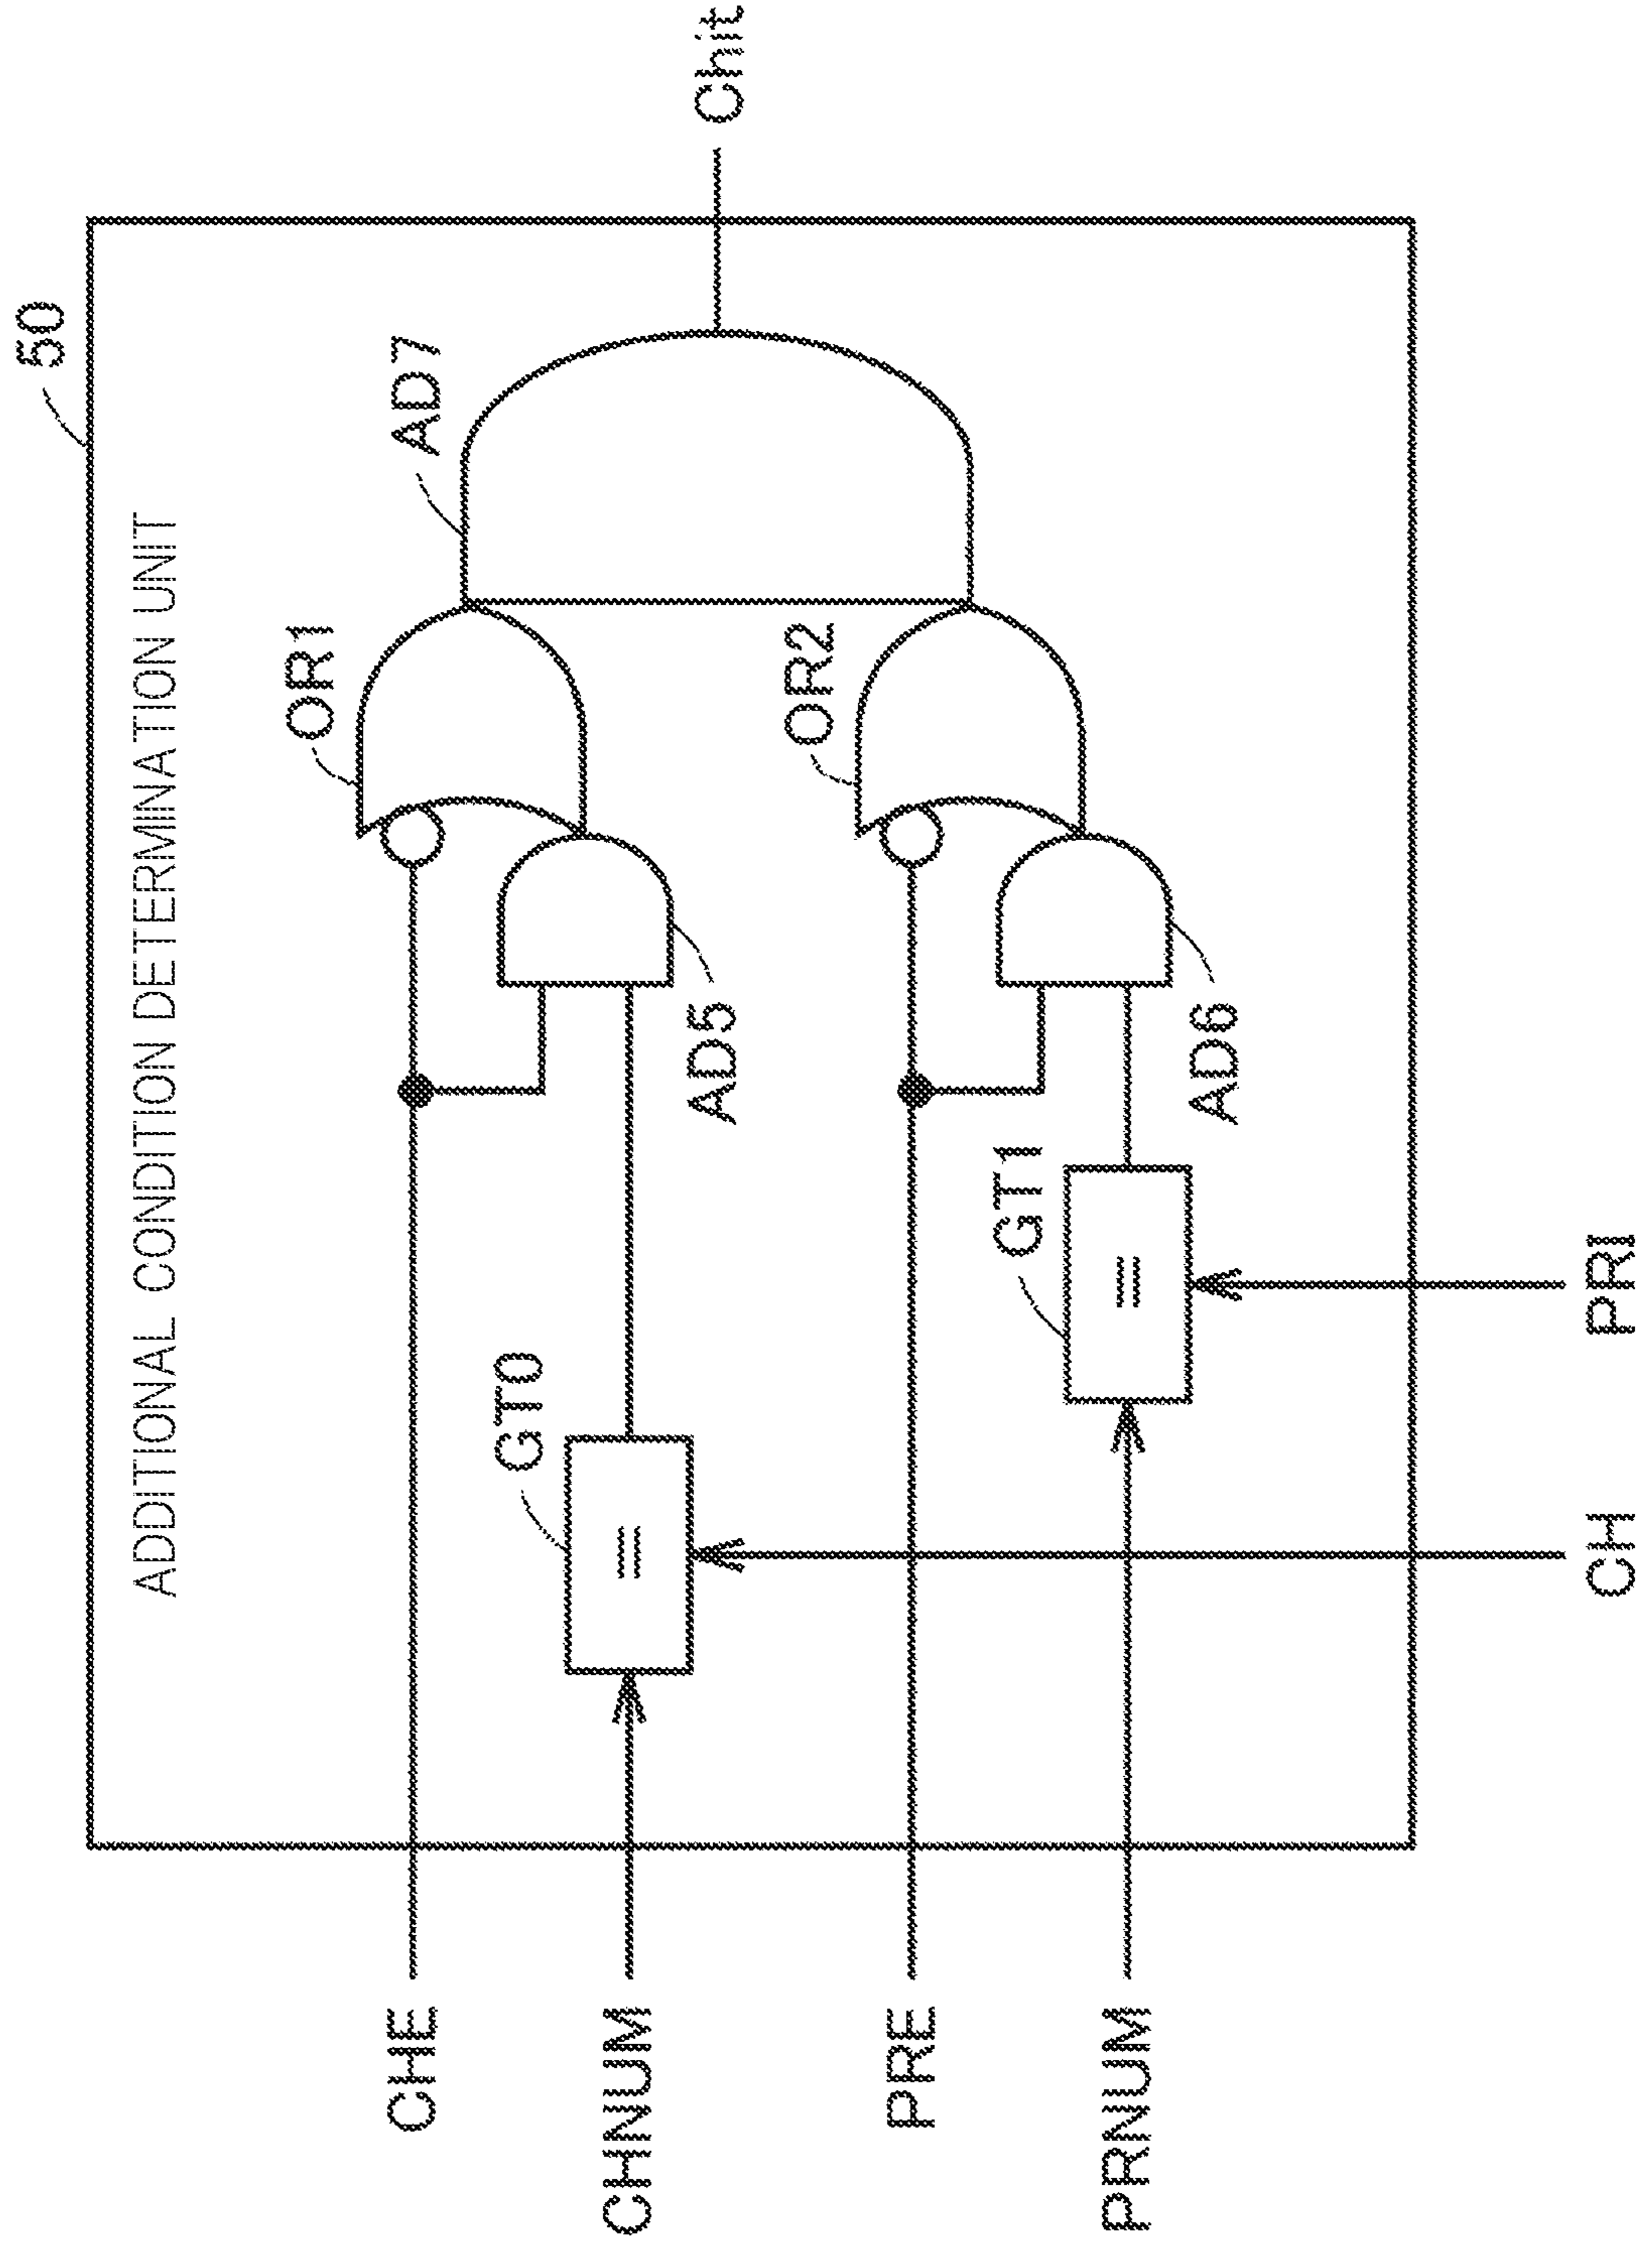 50
ADDITIONAL CONDITION DETERMINATION UNIT
CHE
CHNUM
PRE
PRNUM
GT0
GT1
AD5
AD6
OR1
OR2
AD7
Chit
CH
PRI